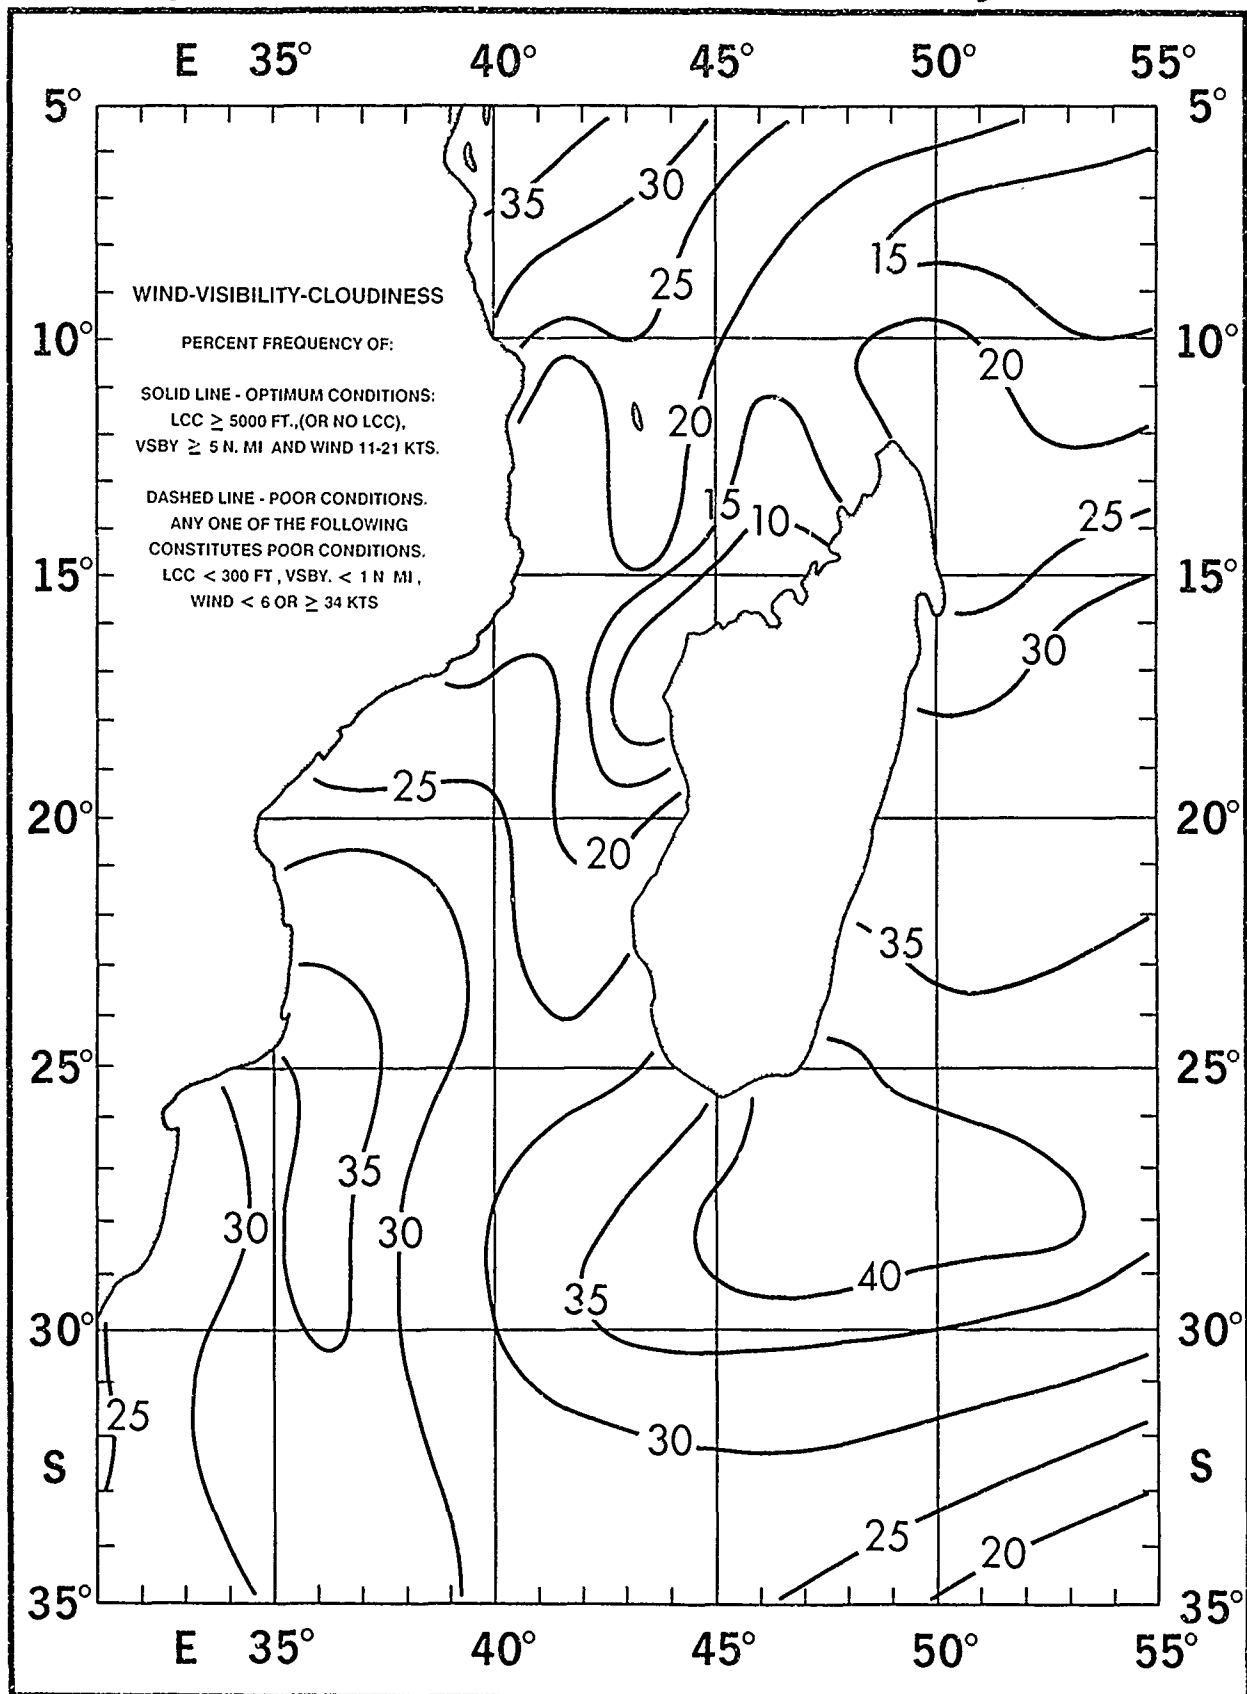 E 35° 40° 45° 50° 55°
5° 5°
35 30
25 15
WIND-VISIBILITY-CLOUDINESS
10° PERCENT FREQUENCY OF: 10°
20
SOLID LINE - OPTIMUM CONDITIONS:
LCC ≥ 5000 FT.,(OR NO LCC), 20
VSBY ≥ 5 N. MI AND WIND 11-21 KTS.
DASHED LINE - POOR CONDITIONS. 15
ANY ONE OF THE FOLLOWING 10 25
CONSTITUTES POOR CONDITIONS.
15° LCC < 300 FT , VSBY. < 1 N MI , 15°
WIND < 6 OR ≥ 34 KTS
30
25
20° 20°
20
35
25° 25°
35
30 30
40
35
30° 30°
25
30
S S
25
20
35° 35°
E 35° 40° 45° 50° 55°